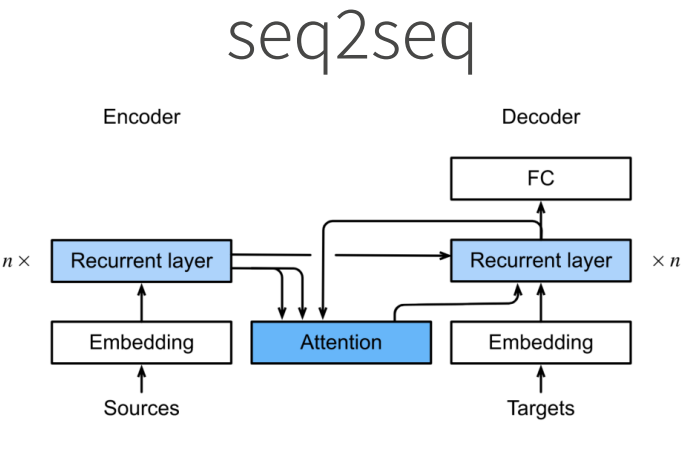 seq2seq
Encoder
Decoder
FC
n ×
Recurrent layer
Recurrent layer
× n
Embedding
Attention
Embedding
Sources
Targets